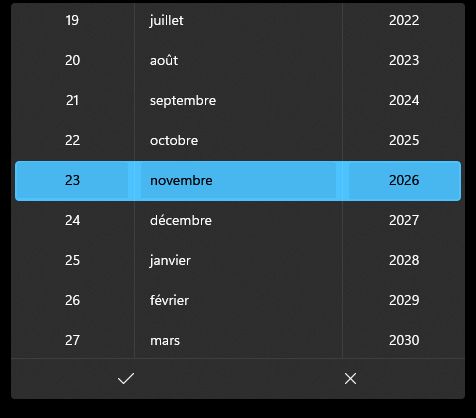 19 juillet 2022
20 août 2023
21 septembre 2024
22 octobre 2025
23 novembre 2026
24 décembre 2027
25 janvier 2028
26 février 2029
27 mars 2030